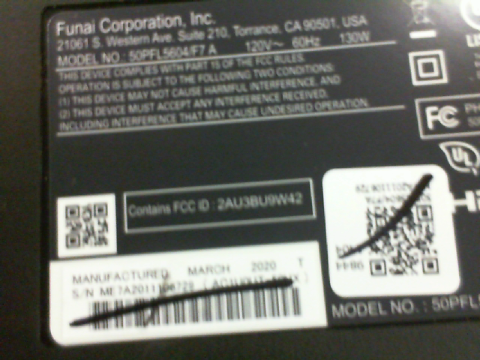 Funai Corporation, Inc.
21061 S. Western Ave. Suite 210, Torrance, CA 90501, USA
MODEL NO : 50PFL5604/F7 A 120V~ 60Hz 130W
THIS DEVICE COMPLIES WITH PART 15 OF THE FCC RULES.
OPERATION IS SUBJECT TO THE FOLLOWING TWO CONDITIONS:
(1) THIS DEVICE MAY NOT CAUSE HARMFUL INTERFERENCE, AND
(2) THIS DEVICE MUST ACCEPT ANY INTERFERENCE RECEIVED,
INCLUDING INTERFERENCE THAT MAY CAUSE UNDESIRED OPERATION.
FC
UL
Contains FCC ID : 2AU3BU9W42
MANUFACTURED MARCH 2020 T
S/N
MODEL NO. : 50PFL5